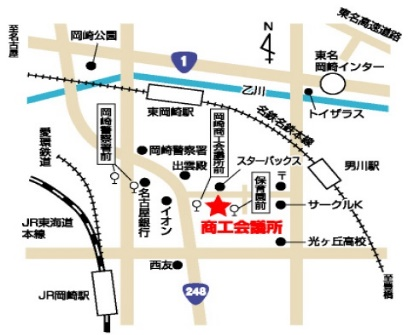 至名古屋
岡崎公園
1
N
東名高速道路
東名
岡崎インター
乙川
東岡崎駅
名鉄名鉄本線
トイザラス
愛環鉄道
岡崎警察署前
岡崎警察署
出雲殿
岡崎商工会議所前
スターバックス
男川駅
名古屋銀行
イオン
保育園前
〒
サークルK
JR東海道
本線
商工会議所
光ヶ丘高校
西友
248
JR岡崎駅
至豊橋